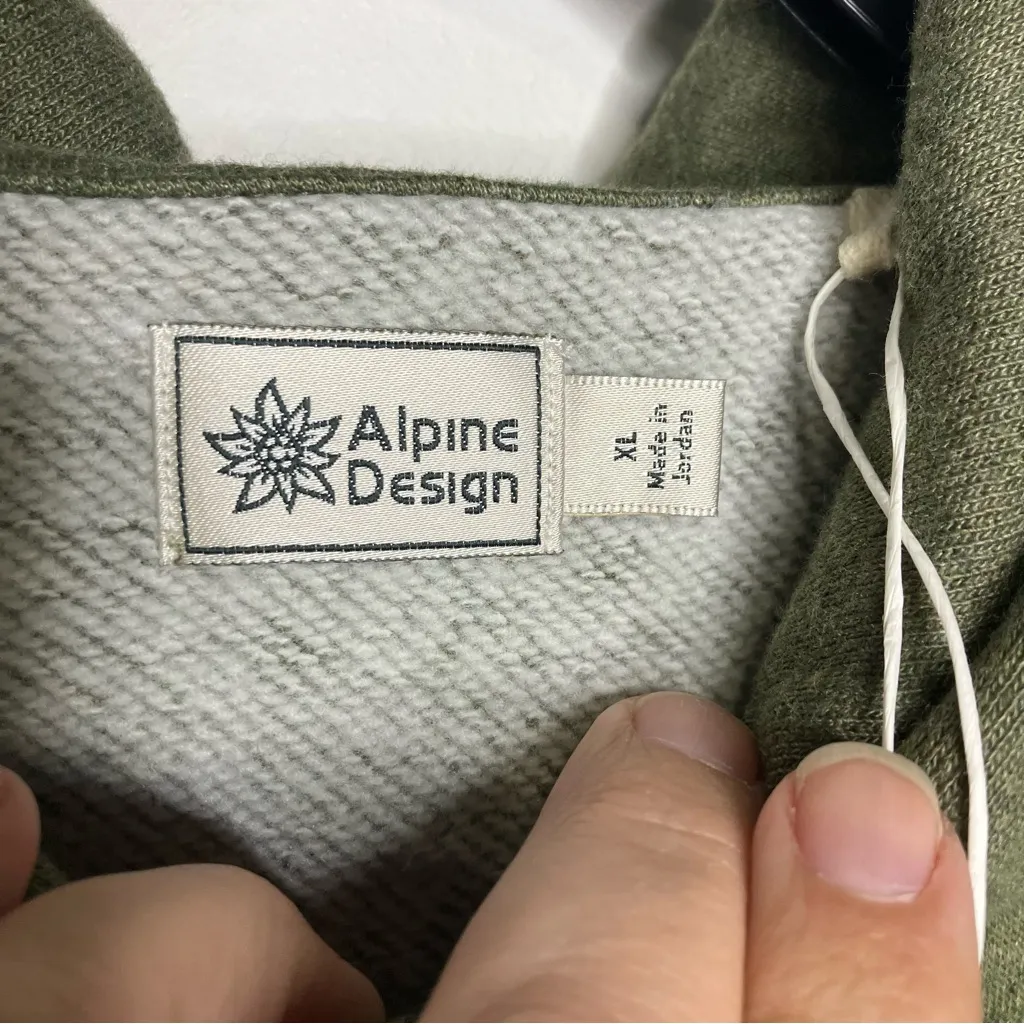 Alpine
Design
XL
Made in
Jordan